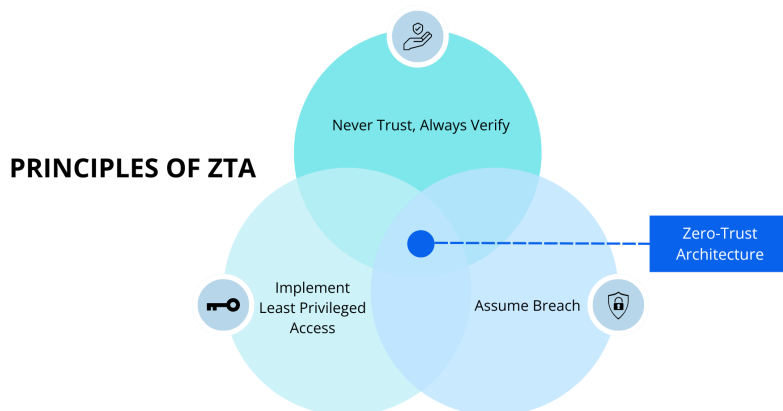 Never Trust, Always Verify
PRINCIPLES OF ZTA
Zero-Trust
Architecture
Implement
Least Privileged
Access
Assume Breach